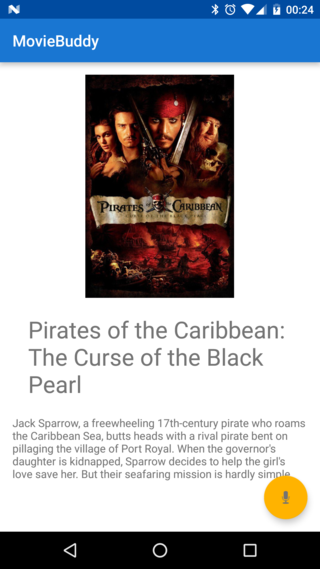 00:24
MovieBuddy
PIRATES of the CARIBBEAN
Pirates of the Caribbean:
The Curse of the Black
Pearl
Jack Sparrow, a freewheeling 17th-century pirate who roams
the Caribbean Sea, butts heads with a rival pirate bent on
pillaging the village of Port Royal. When the governor's
daughter is kidnapped, Sparrow decides to help the girl's
love save her. But their seafaring mission is hardly simple.